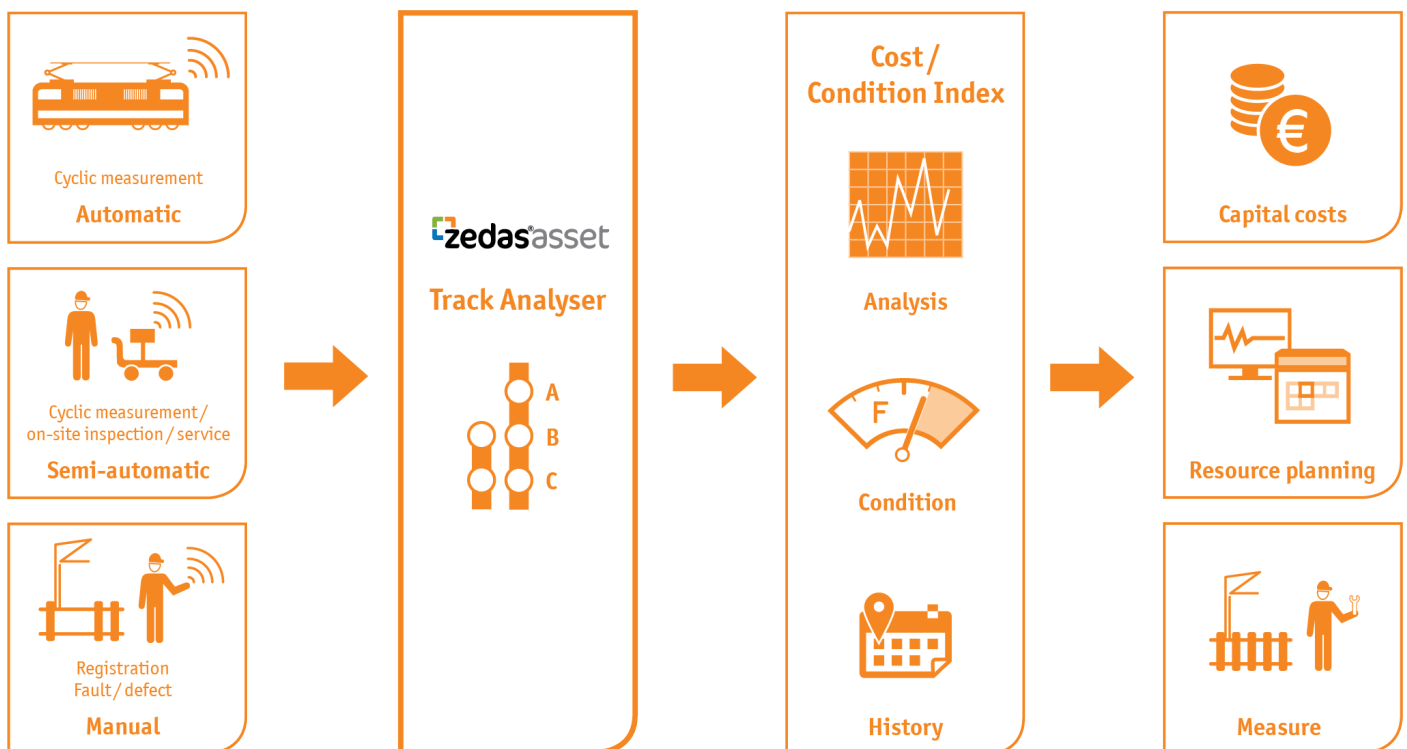 Cyclic measurement
Automatic
Cyclic measurement /
on-site inspection / service
Semi-automatic
Registration
Fault / defect
Manual
zedas®asset
Track Analyser
A
B
C
Cost /
Condition Index
Analysis
F
Condition
History
€
Capital costs
Resource planning
Measure